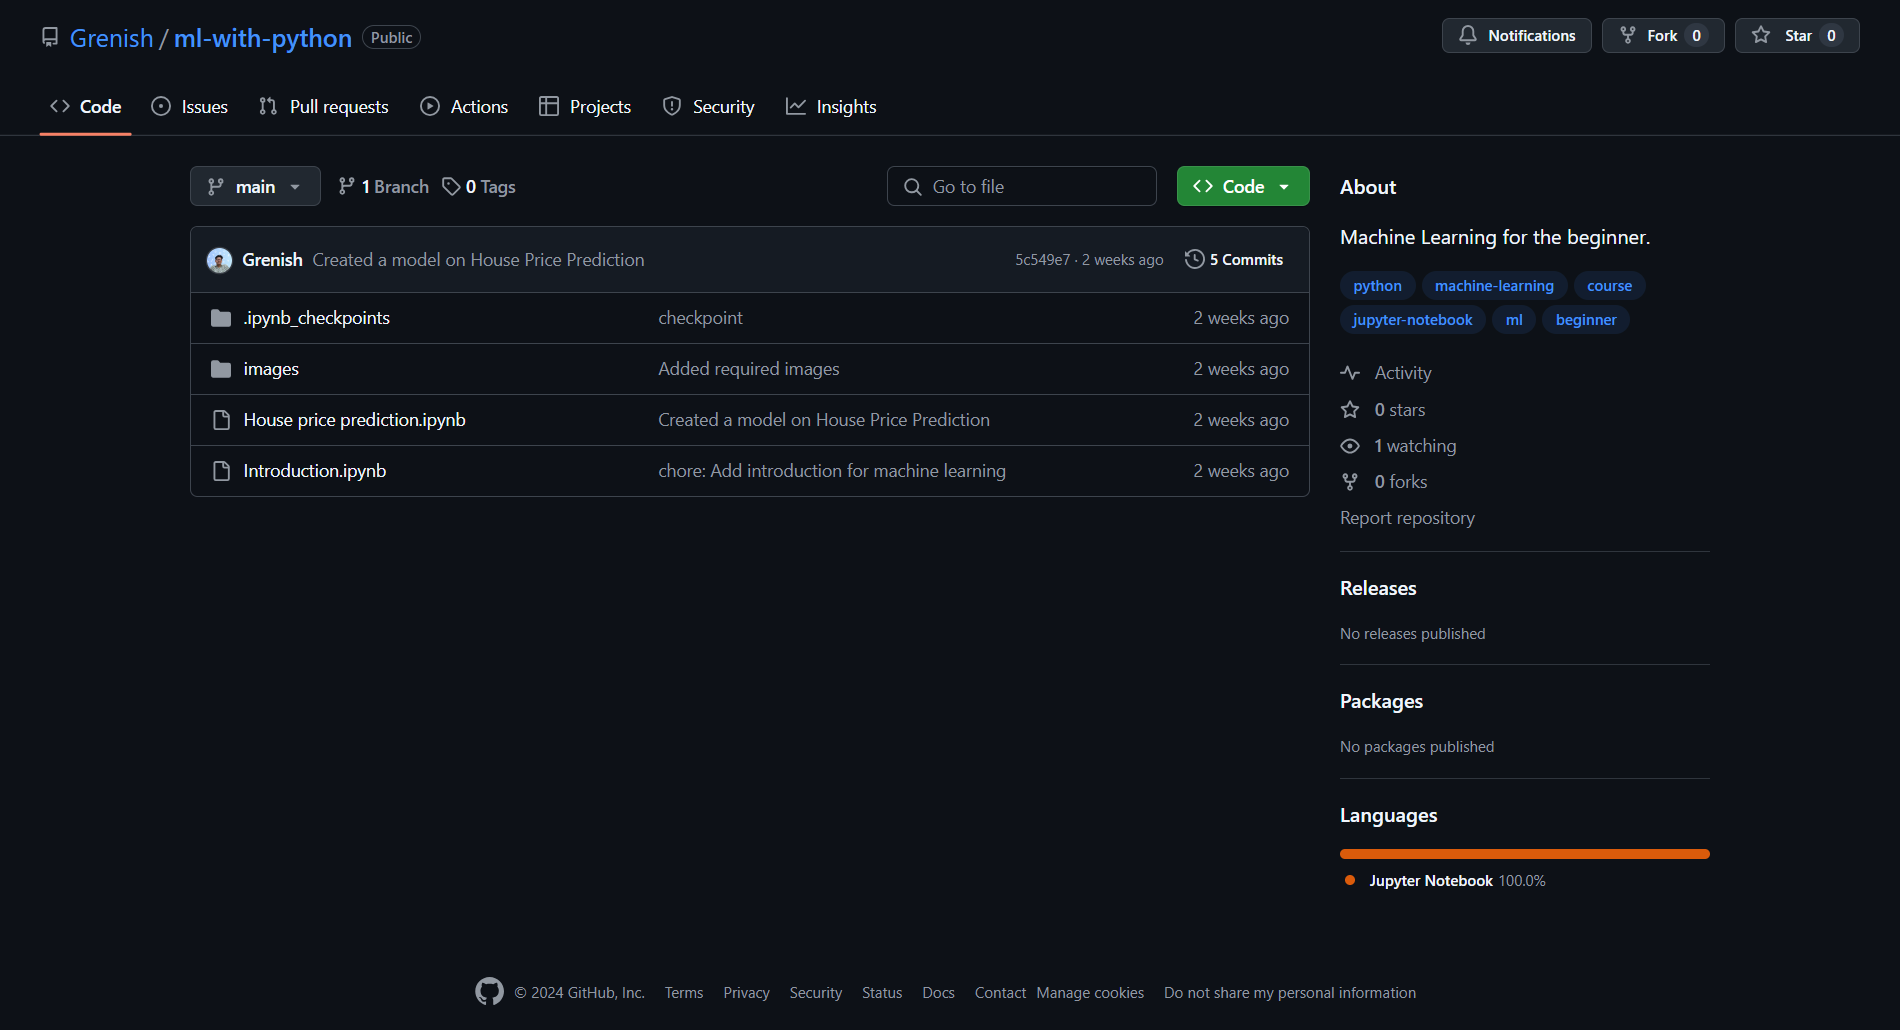 Grenish / ml-with-python Public
Notifications Fork 0 Star 0
Code Issues Pull requests Actions Projects Security Insights
main 1 Branch 0 Tags Go to file Code
Grenish Created a model on House Price Prediction 5c549e7 · 2 weeks ago 5 Commits
.ipynb_checkpoints checkpoint 2 weeks ago
images Added required images 2 weeks ago
House price prediction.ipynb Created a model on House Price Prediction 2 weeks ago
Introduction.ipynb chore: Add introduction for machine learning 2 weeks ago
About
Machine Learning for the beginner.
python machine-learning course
jupyter-notebook ml beginner
Activity
0 stars
1 watching
0 forks
Report repository
Releases
No releases published
Packages
No packages published
Languages
Jupyter Notebook 100.0%
© 2024 GitHub, Inc. Terms Privacy Security Status Docs Contact Manage cookies Do not share my personal information